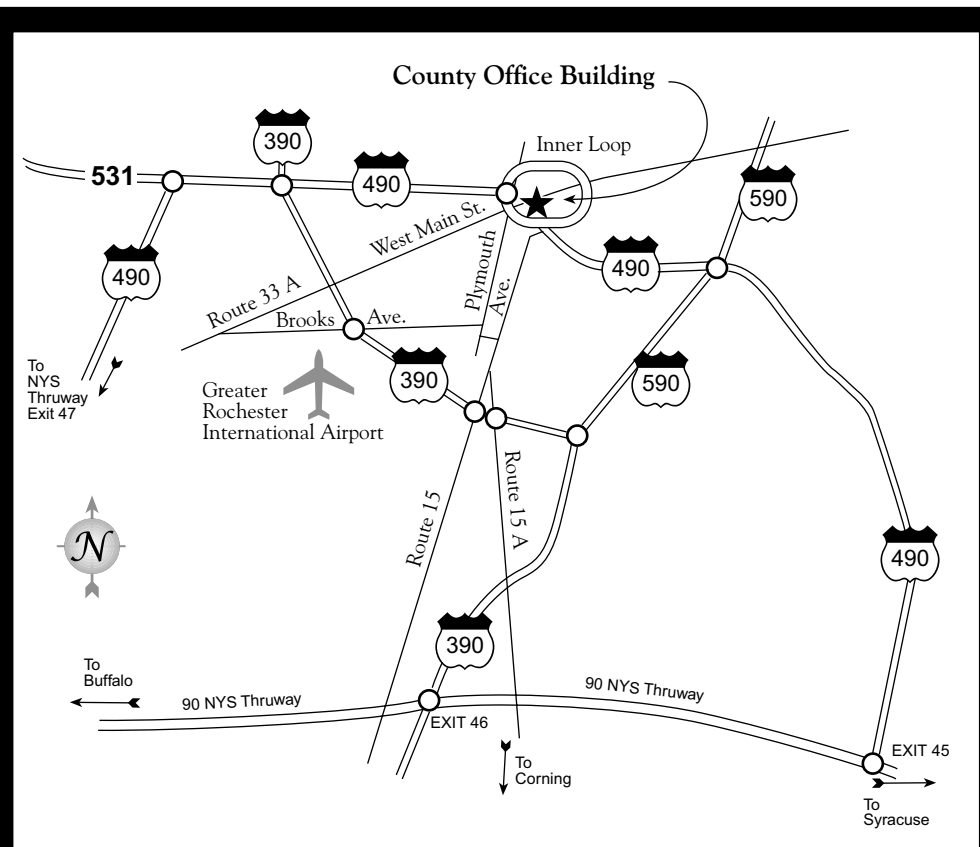 County Office Building
390
Inner Loop
531
490
590
West Main St.
490
490
Plymouth
Ave.
Route 33 A
Brooks Ave.
To
NYS
Thruway
Exit 47
390
590
Greater
Rochester
International Airport
Route 15
Route 15 A
N
490
390
To
Buffalo
90 NYS Thruway
90 NYS Thruway
EXIT 46
EXIT 45
To
Corning
To
Syracuse